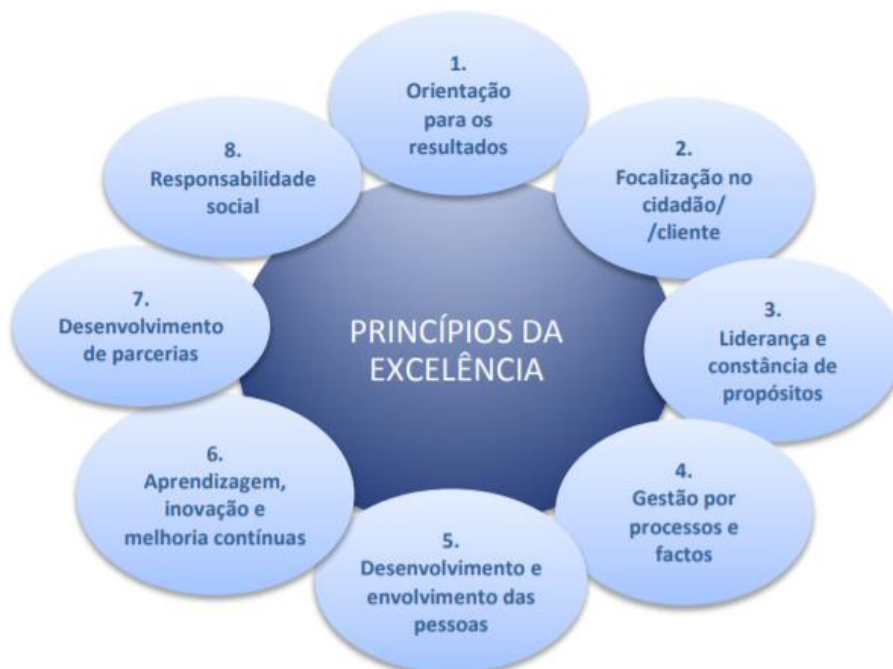 1.
Orientação
para os
resultados
2.
Focalização no
cidadão/
/cliente
3.
Liderança e
constância de
propósitos
4.
Gestão por
processos e
factos
5.
Desenvolvimento e
envolvimento das
pessoas
6.
Aprendizagem,
inovação e
melhoria contínuas
7.
Desenvolvimento
de parcerias
8.
Responsabilidade
social
PRINCÍPIOS DA
EXCELÊNCIA